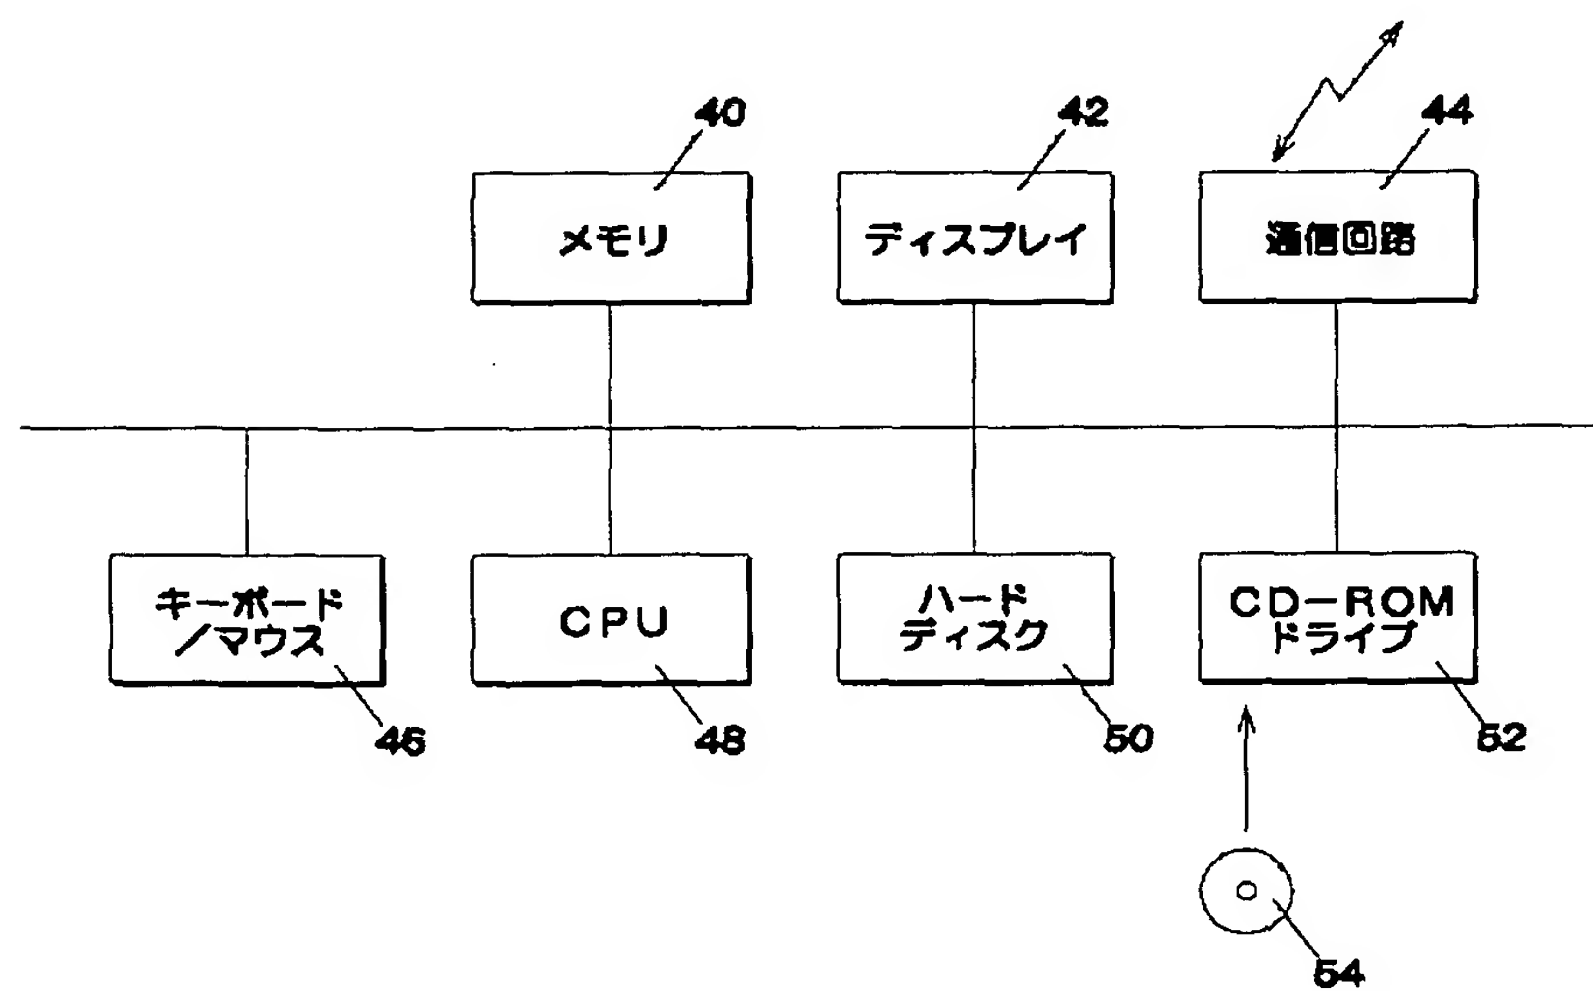 40
42
44
メモリ
ディスプレイ
通信回路
キーボード
／マウス
CPU
ハード
ディスク
CD－ROM
ドライブ
46
48
50
52
54